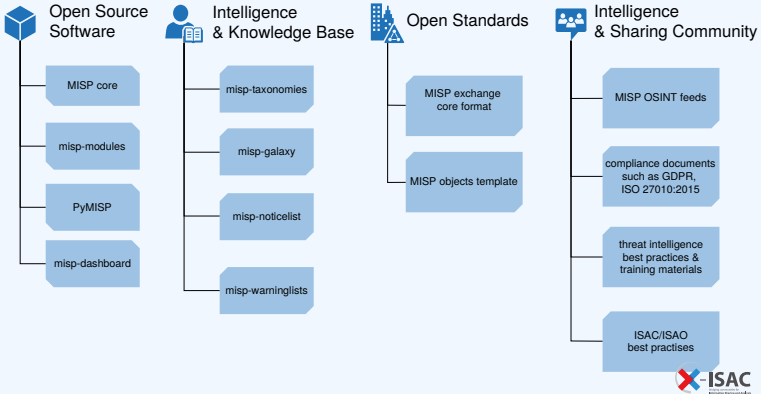 Open Source
Software
MISP core
misp-modules
PyMISP
misp-dashboard
Intelligence
& Knowledge Base
misp-taxonomies
misp-galaxy
misp-noticelist
misp-warninglists
Open Standards
MISP exchange
core format
MISP objects template
Intelligence
& Sharing Community
MISP OSINT feeds
compliance documents
such as GDPR,
ISO 27010:2015
threat intelligence
best practices &
training materials
ISAC/ISAO
best practises
X-ISAC